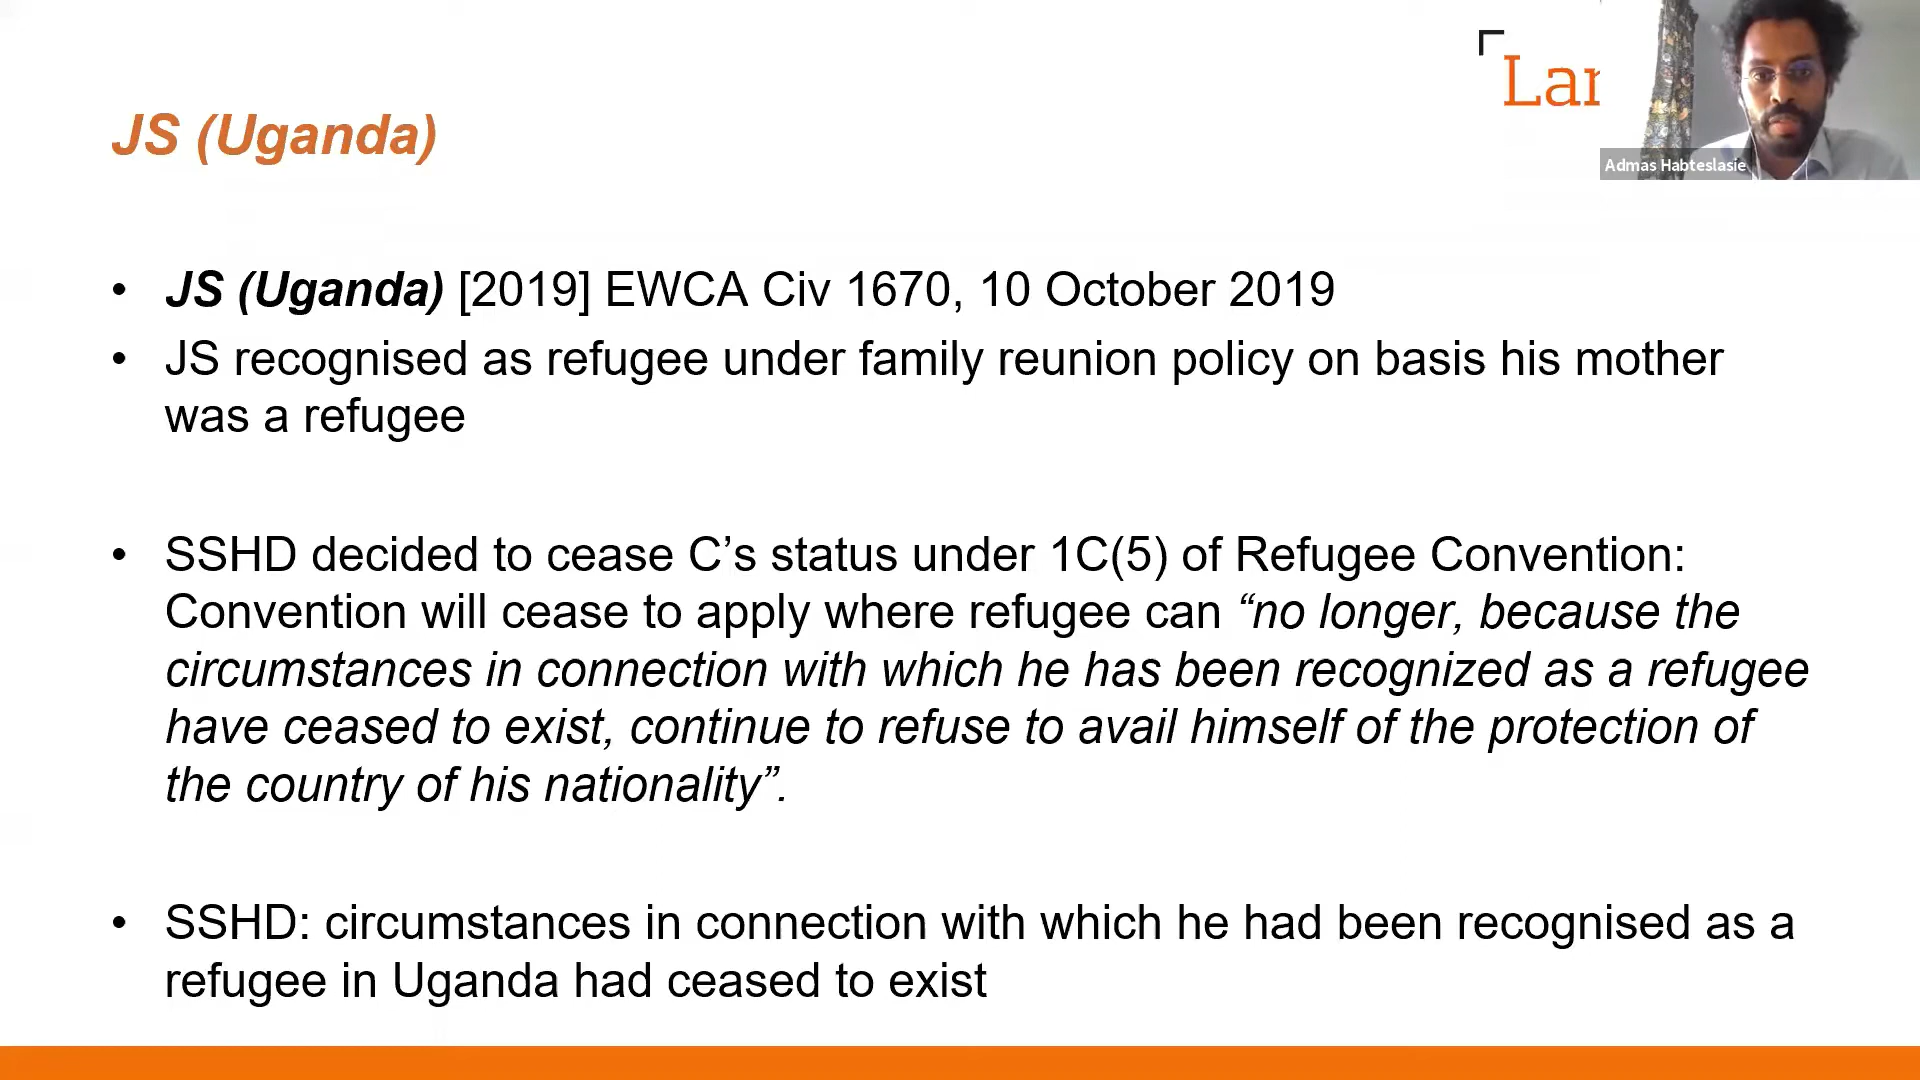 Lan
Admas Habteslasie
JS (Uganda)
• JS (Uganda) [2019] EWCA Civ 1670, 10 October 2019
• JS recognised as refugee under family reunion policy on basis his mother
was a refugee
• SSHD decided to cease C’s status under 1C(5) of Refugee Convention:
Convention will cease to apply where refugee can “no longer, because the
circumstances in connection with which he has been recognized as a refugee
have ceased to exist, continue to refuse to avail himself of the protection of
the country of his nationality”.
• SSHD: circumstances in connection with which he had been recognised as a
refugee in Uganda had ceased to exist